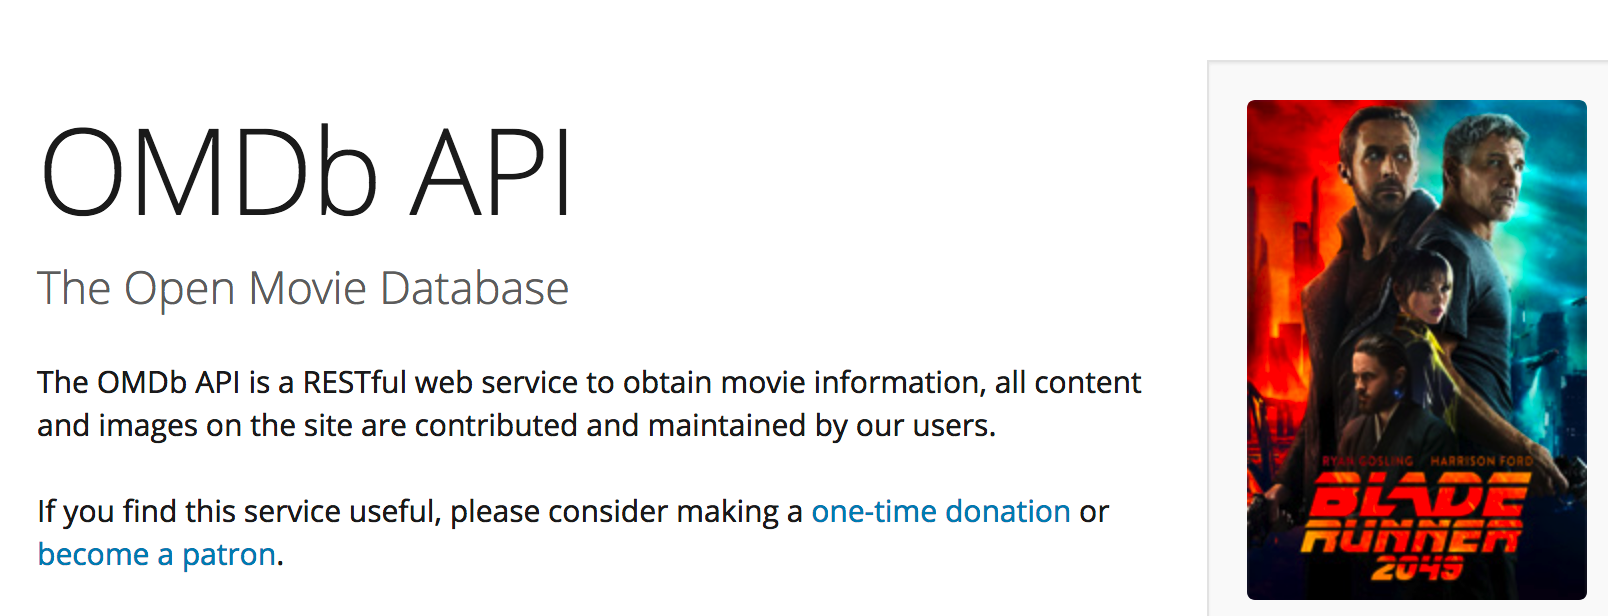 OMDb API
The Open Movie Database
The OMDb API is a RESTful web service to obtain movie information, all content
and images on the site are contributed and maintained by our users.
If you find this service useful, please consider making a one-time donation or
become a patron.
RYAN GOSLING HARRISON FORD
BLADE
RUNNER
2049